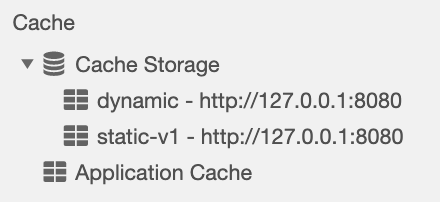 Cache
Cache Storage
dynamic - http://127.0.0.1:8080
static-v1 - http://127.0.0.1:8080
Application Cache